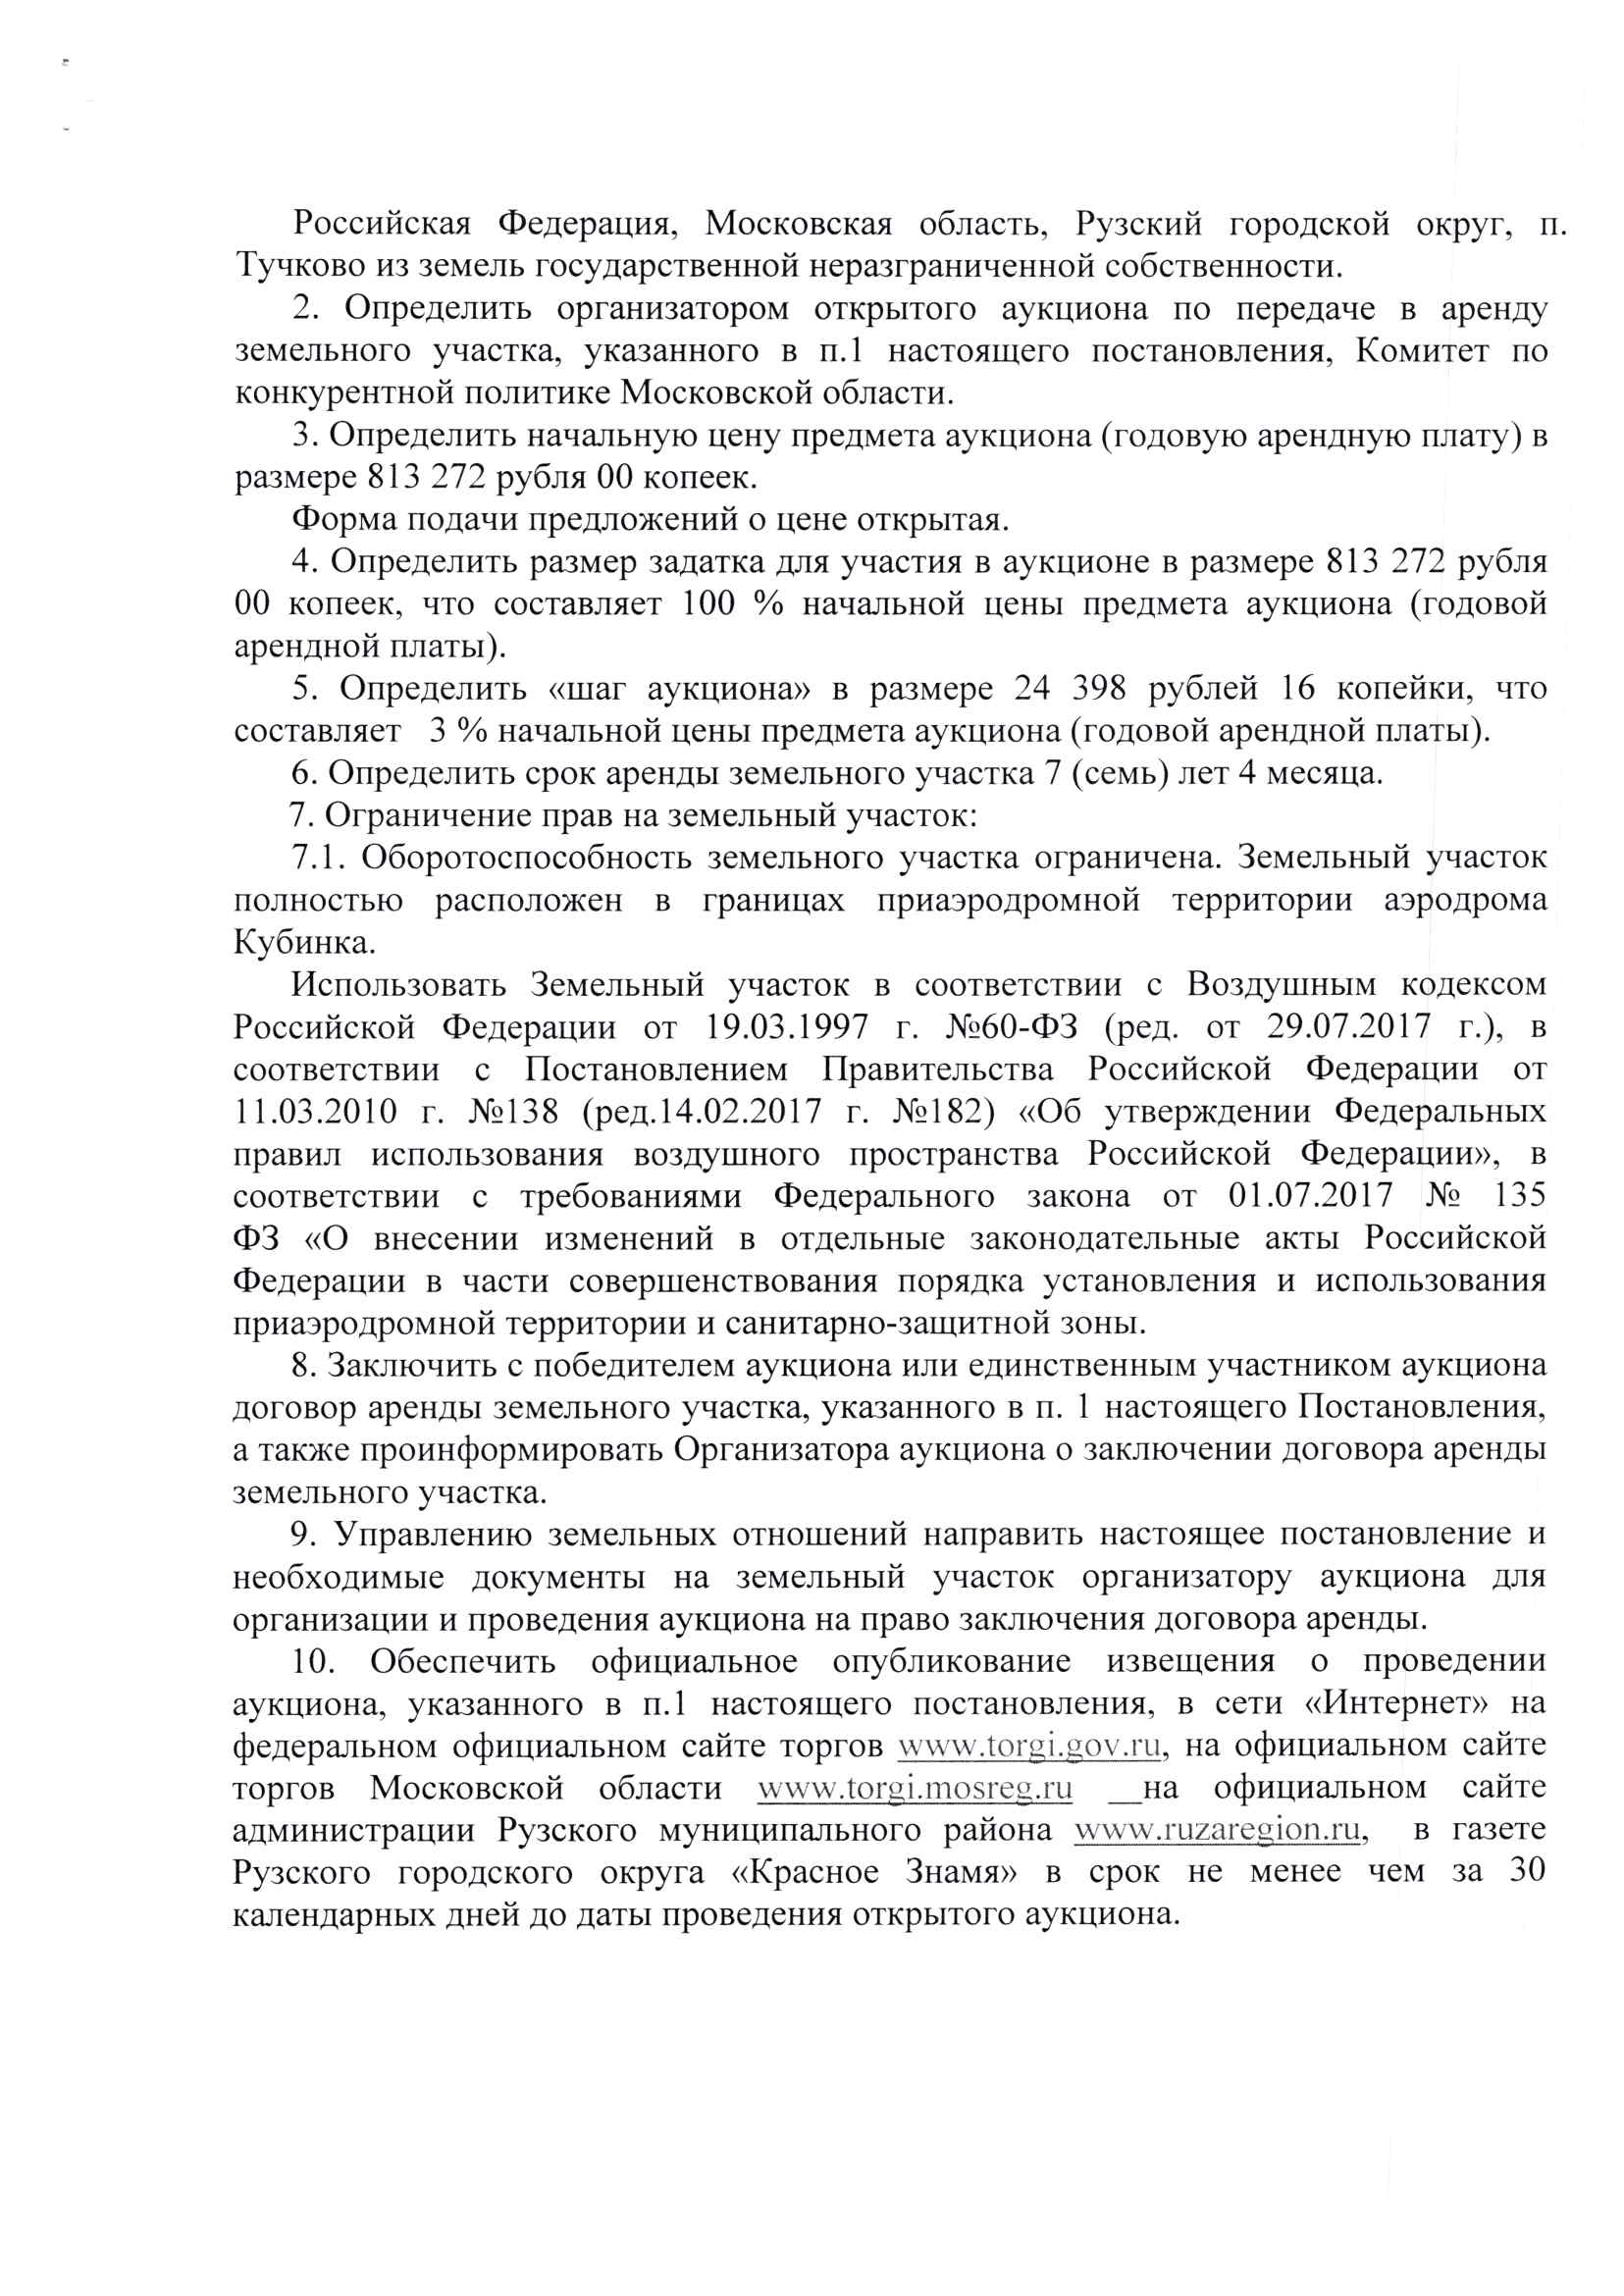 Российская Федерация, Московская область, Рузский городской округ, п.
Тучково из земель государственной неразграниченной собственности.
2. Определить организатором открытого аукциона по передаче в аренду
земельного участка, указанного в п.1 настоящего постановления, Комитет по
конкурентной политике Московской области.
3. Определить начальную цену предмета аукциона (годовую арендную плату) в
размере 813 272 рубля 00 копеек.
Форма подачи предложений о цене открытая.
4. Определить размер задатка для участия в аукционе в размере 813 272 рубля
00 копеек, что составляет 100 % начальной цены предмета аукциона (годовой
арендной платы).
5. Определить «шаг аукциона» в размере 24 398 рублей 16 копейки, что
составляет 3 % начальной цены предмета аукциона (годовой арендной платы).
6. Определить срок аренды земельного участка 7 (семь) лет 4 месяца.
7. Ограничение прав на земельный участок:
7.1. Оборотоспособность земельного участка ограничена. Земельный участок
полностью расположен в границах приаэродромной территории аэродрома
Кубинка.
Использовать Земельный участок в соответствии с Воздушным кодексом
Российской Федерации от 19.03.1997 г. №60-ФЗ (ред. от 29.07.2017 г.), в
соответствии с Постановлением Правительства Российской Федерации от
11.03.2010 г. №138 (ред.14.02.2017 г. №182) «Об утверждении Федеральных
правил использования воздушного пространства Российской Федерации», в
соответствии с требованиями Федерального закона от 01.07.2017 № 135
ФЗ «О внесении изменений в отдельные законодательные акты Российской
Федерации в части совершенствования порядка установления и использования
приаэродромной территории и санитарно-защитной зоны.
8. Заключить с победителем аукциона или единственным участником аукциона
договор аренды земельного участка, указанного в п. 1 настоящего Постановления,
а также проинформировать Организатора аукциона о заключении договора аренды
земельного участка.
9. Управлению земельных отношений направить настоящее постановление и
необходимые документы на земельный участок организатору аукциона для
организации и проведения аукциона на право заключения договора аренды.
10. Обеспечить официальное опубликование извещения о проведении
аукциона, указанного в п.1 настоящего постановления, в сети «Интернет» на
федеральном официальном сайте торгов www.torgi.gov.ru, на официальном сайте
торгов Московской области www.torgi.mosreg.ru __на официальном сайте
администрации Рузского муниципального района www.ruzaregion.ru, в газете
Рузского городского округа «Красное Знамя» в срок не менее чем за 30
календарных дней до даты проведения открытого аукциона.